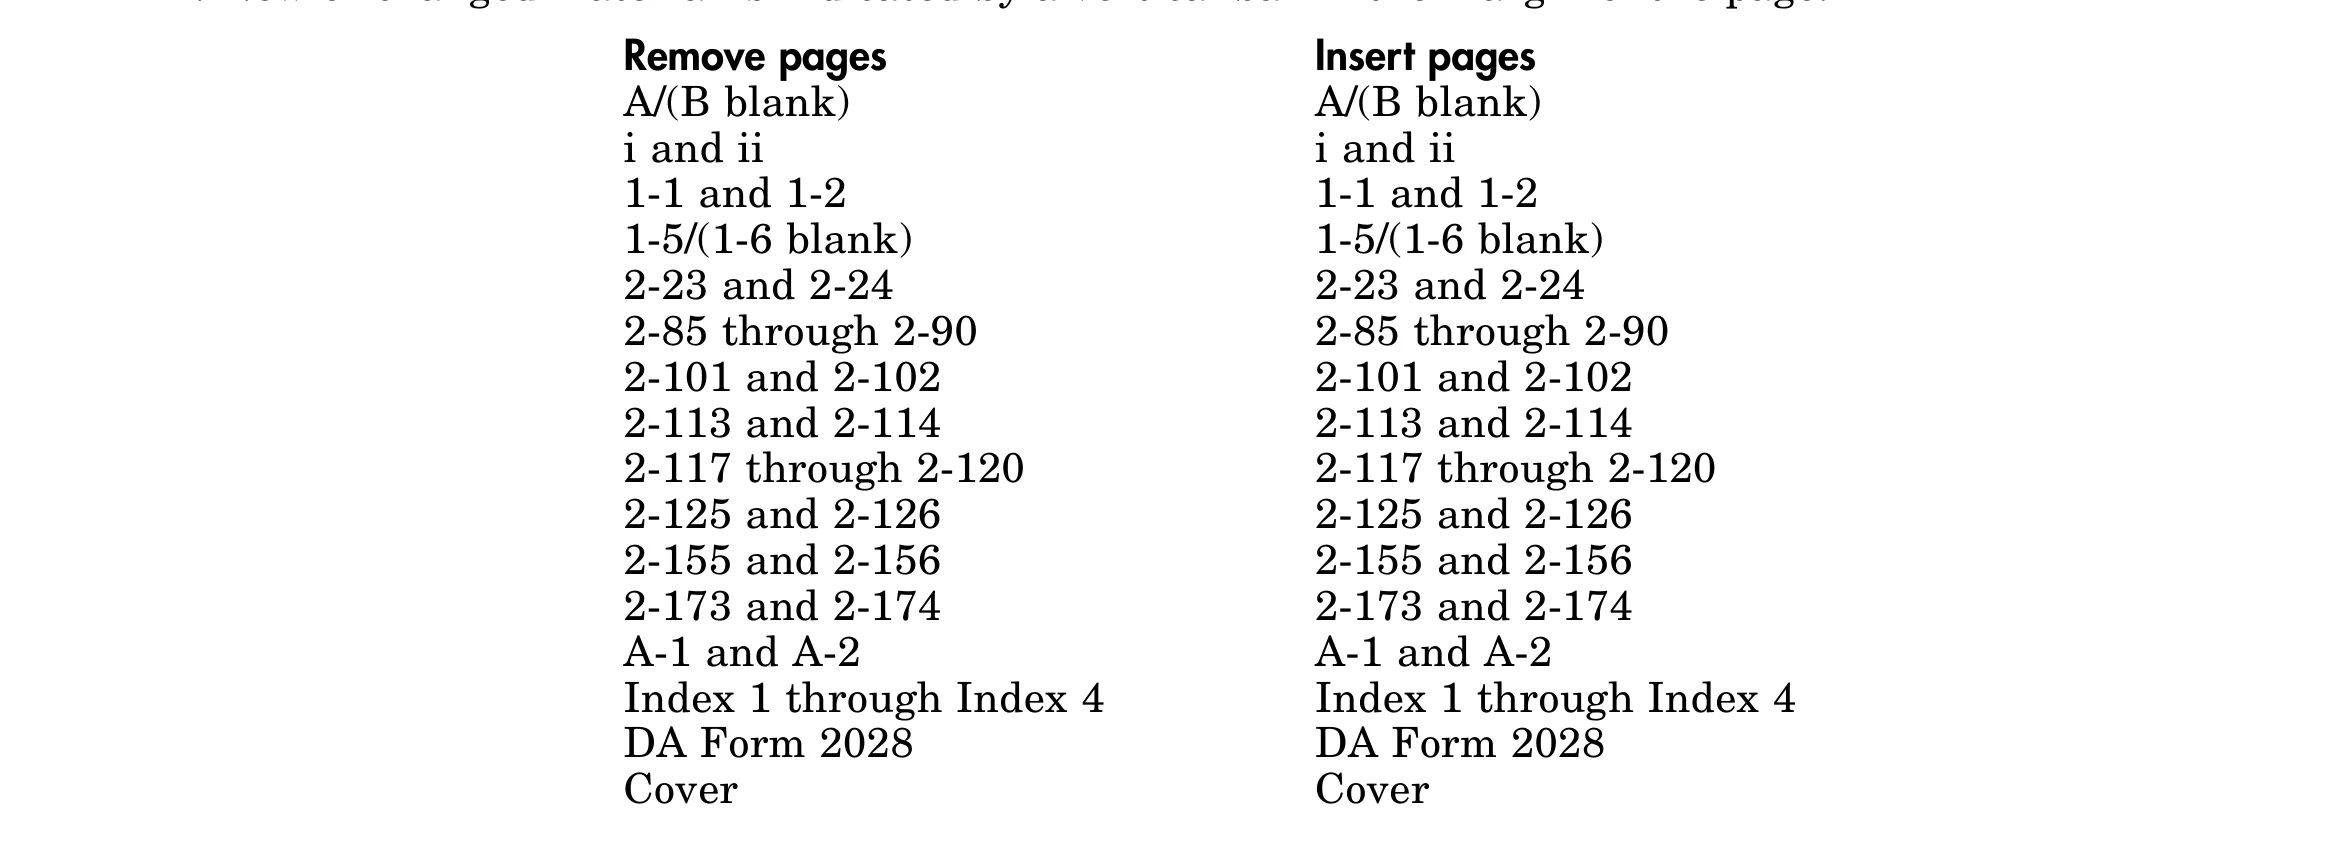 Remove pages Insert pages
A/(B blank) A/(B blank)
i and ii i and ii
1-1 and 1-2 1-1 and 1-2
1-5/(1-6 blank) 1-5/(1-6 blank)
2-23 and 2-24 2-23 and 2-24
2-85 through 2-90 2-85 through 2-90
2-101 and 2-102 2-101 and 2-102
2-113 and 2-114 2-113 and 2-114
2-117 through 2-120 2-117 through 2-120
2-125 and 2-126 2-125 and 2-126
2-155 and 2-156 2-155 and 2-156
2-173 and 2-174 2-173 and 2-174
A-1 and A-2 A-1 and A-2
Index 1 through Index 4 Index 1 through Index 4
DA Form 2028 DA Form 2028
Cover Cover